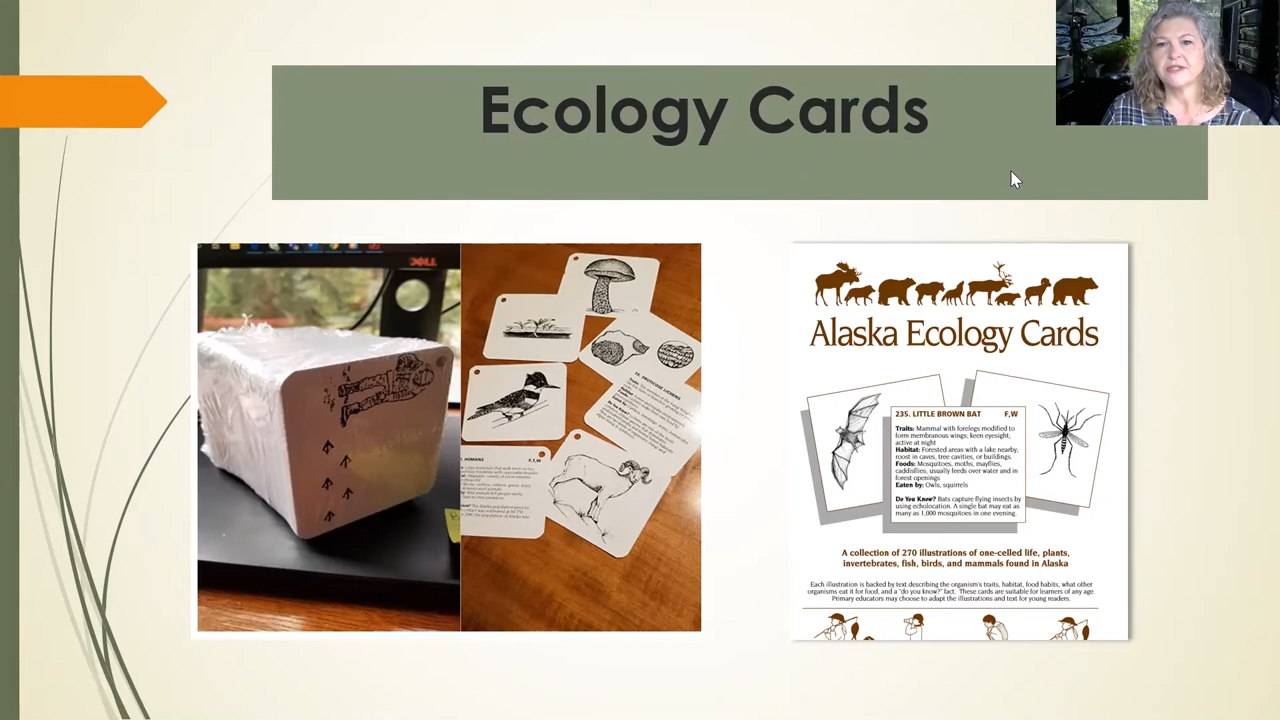 Ecology Cards
DELL
19. FRUTICOSE LICHENS
HUMANS F,T,W
Alaska Ecology Cards
235. LITTLE BROWN BAT F,W
Traits: Mammal with forelegs modified to
form membranous wings; keen eyesight;
active at night
Habitat: Forested areas with a lake nearby,
roost in caves, tree cavities, or buildings.
Foods: Mosquitoes, moths, mayflies,
caddisflies, usually feeds over water and in
forest openings
Eaten by: Owls, squirrels
Do You Know? Bats capture flying insects by
using echolocation. A single bat may eat as
many as 1,000 mosquitoes in one evening.
A collection of 270 illustrations of one-celled life, plants,
invertebrates, fish, birds, and mammals found in Alaska
Each illustration is backed by text describing the organism's traits, habitat, food habits, what other
organisms eat it for food, and a "do you know?" fact. These cards are suitable for learners of any age.
Primary educators may choose to adapt the illustrations and text for young readers.